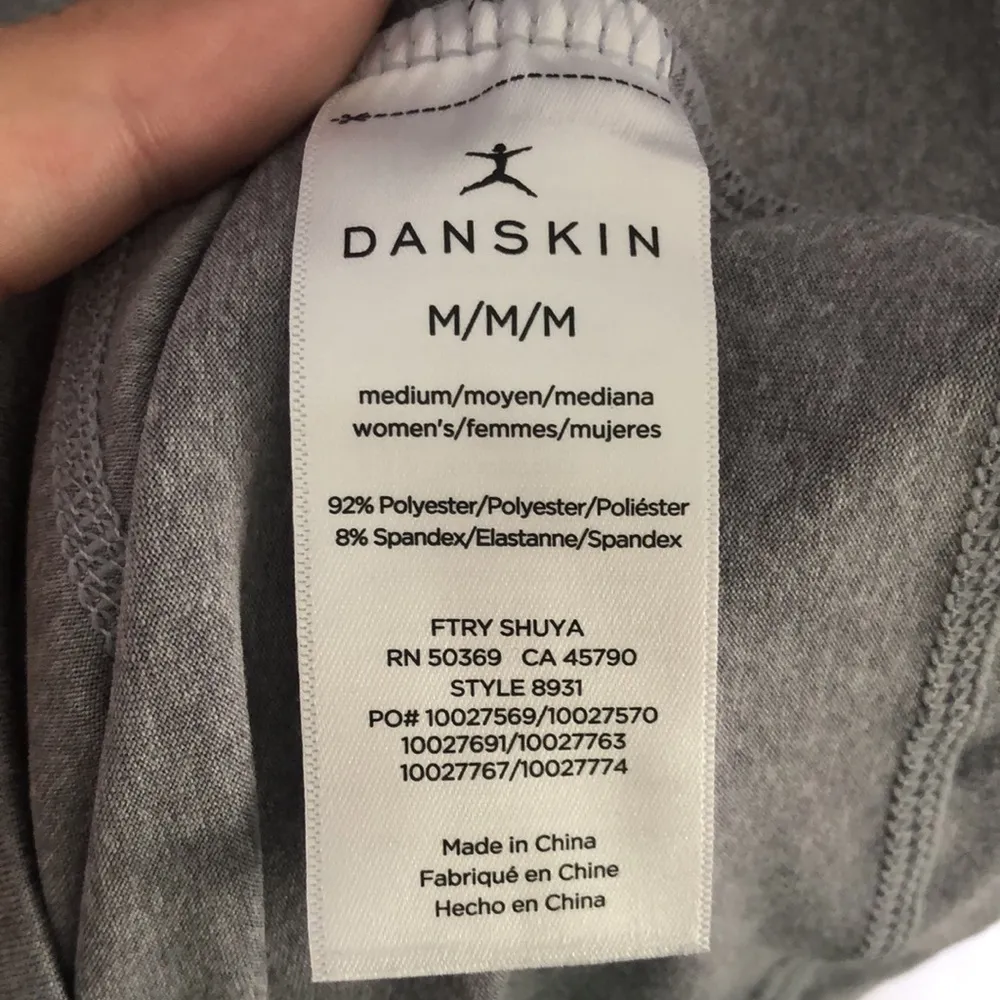 DANSKIN
M/M/M
medium/moyen/mediana
women's/femmes/mujeres
92% Polyester/Polyester/Poliéster
8% Spandex/Elastanne/Spandex
FTRY SHUYA
RN 50369 CA 45790
STYLE 8931
PO# 10027569/10027570
10027691/10027763
10027767/10027774
Made in China
Fabriqué en Chine
Hecho en China